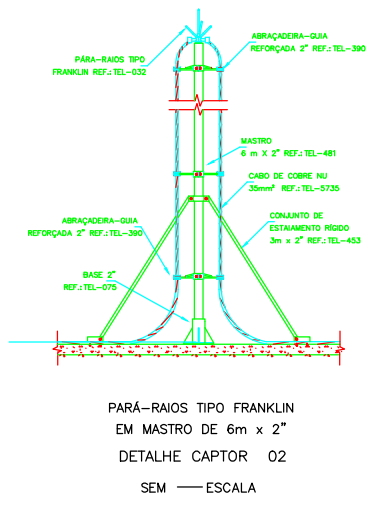 ABRAÇADEIRA-GUIA
REFORÇADA 2" REF.:TEL-390
PÁRA-RAIOS TIPO
FRANKLIN REF.:TEL-032
MASTRO
6 m X 2" REF.:TEL-481
CABO DE COBRE NU
35mm² REF.:TEL-5735
ABRAÇADEIRA-GUIA
REFORÇADA 2" REF.:TEL-390
CONJUNTO DE
ESTAIAMENTO RÍGIDO
3m x 2" REF.:TEL-453
BASE 2"
REF.:TEL-076
PARÁ-RAIOS TIPO FRANKLIN
EM MASTRO DE 6m x 2"
DETALHE CAPTOR 02
SEM — ESCALA